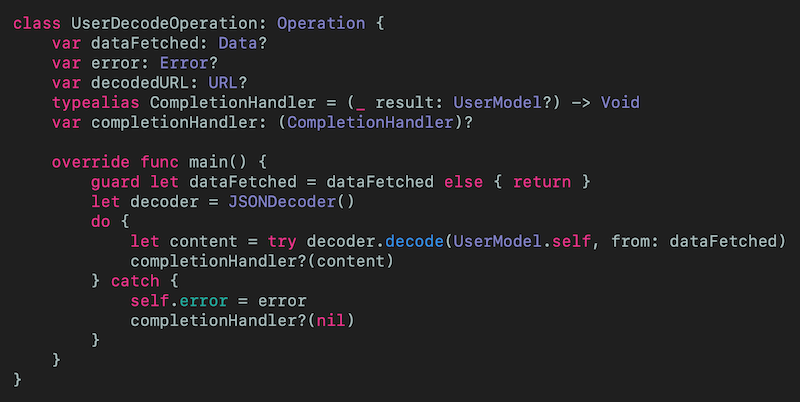 class UserDecodeOperation: Operation {
    var dataFetched: Data?
    var error: Error?
    var decodedURL: URL?
    typealias CompletionHandler = (_ result: UserModel?) -> Void
    var completionHandler: (CompletionHandler)?

    override func main() {
        guard let dataFetched = dataFetched else { return }
        let decoder = JSONDecoder()
        do {
            let content = try decoder.decode(UserModel.self, from: dataFetched)
            completionHandler?(content)
        } catch {
            self.error = error
            completionHandler?(nil)
        }
    }
}